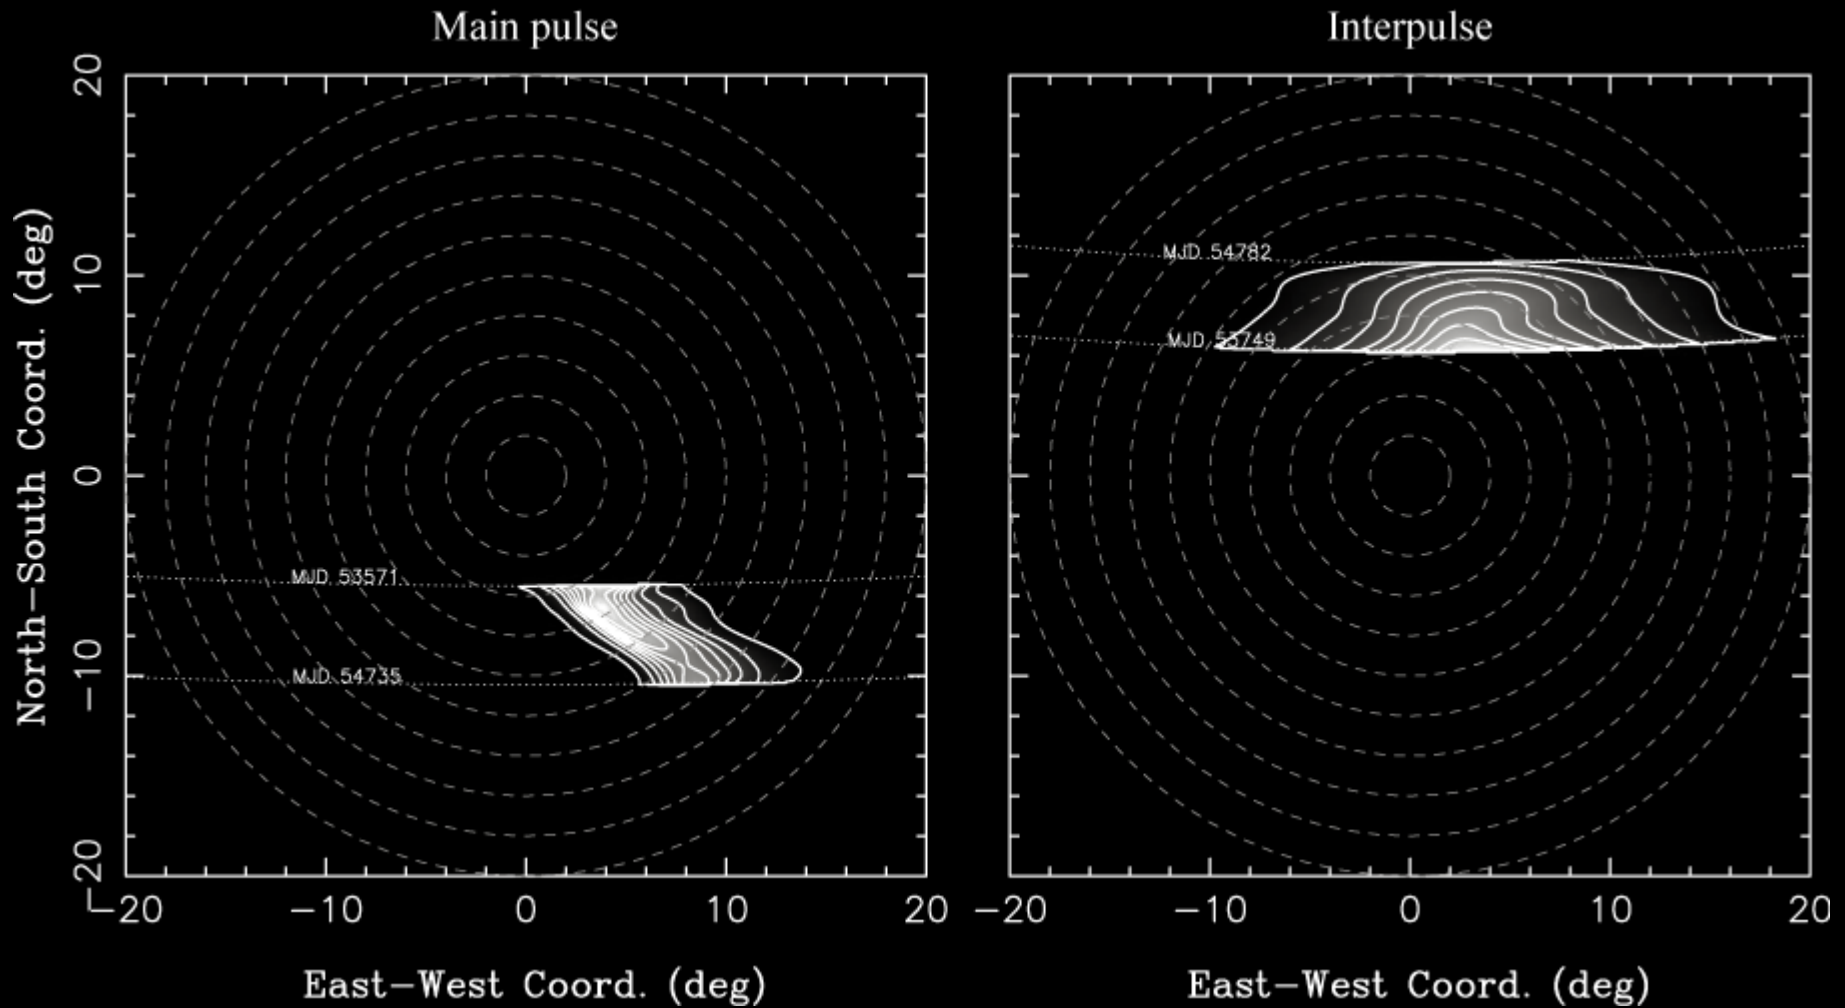 Main pulse
Interpulse
20
10
0
-10
-20
North-South Coord. (deg)
MJD 53571
MJD 54735
MJD 54782
MJD 53749
-20 -10 0 10 20
-20 -10 0 10 20
East-West Coord. (deg)
East-West Coord. (deg)